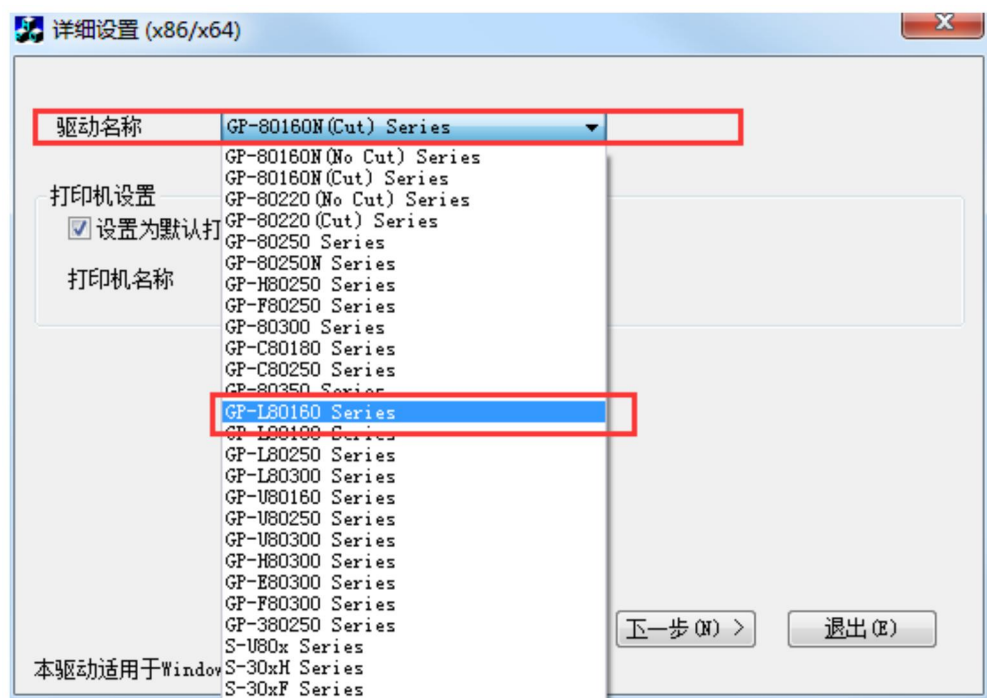 详细设置 (x86/x64)
驱动名称 GP-80160N(Cut) Series
GP-80160N(No Cut) Series
GP-80160N(Cut) Series
打印机设置 GP-80220(No Cut) Series
设置为默认打 GP-80220(Cut) Series
GP-80250 Series
GP-80250N Series
打印机名称 GP-H80250 Series
GP-F80250 Series
GP-80300 Series
GP-C80180 Series
GP-C80250 Series
GP-80350 Series
GP-L80160 Series
GP-L80180 Series
GP-L80250 Series
GP-L80300 Series
GP-U80160 Series
GP-U80250 Series
GP-U80300 Series
GP-H80300 Series
GP-E80300 Series
GP-F80300 Series
GP-380250 Series
下一步(N) > 退出(E)
S-U80x Series
本驱动适用于Window S-30xH Series
S-30xF Series